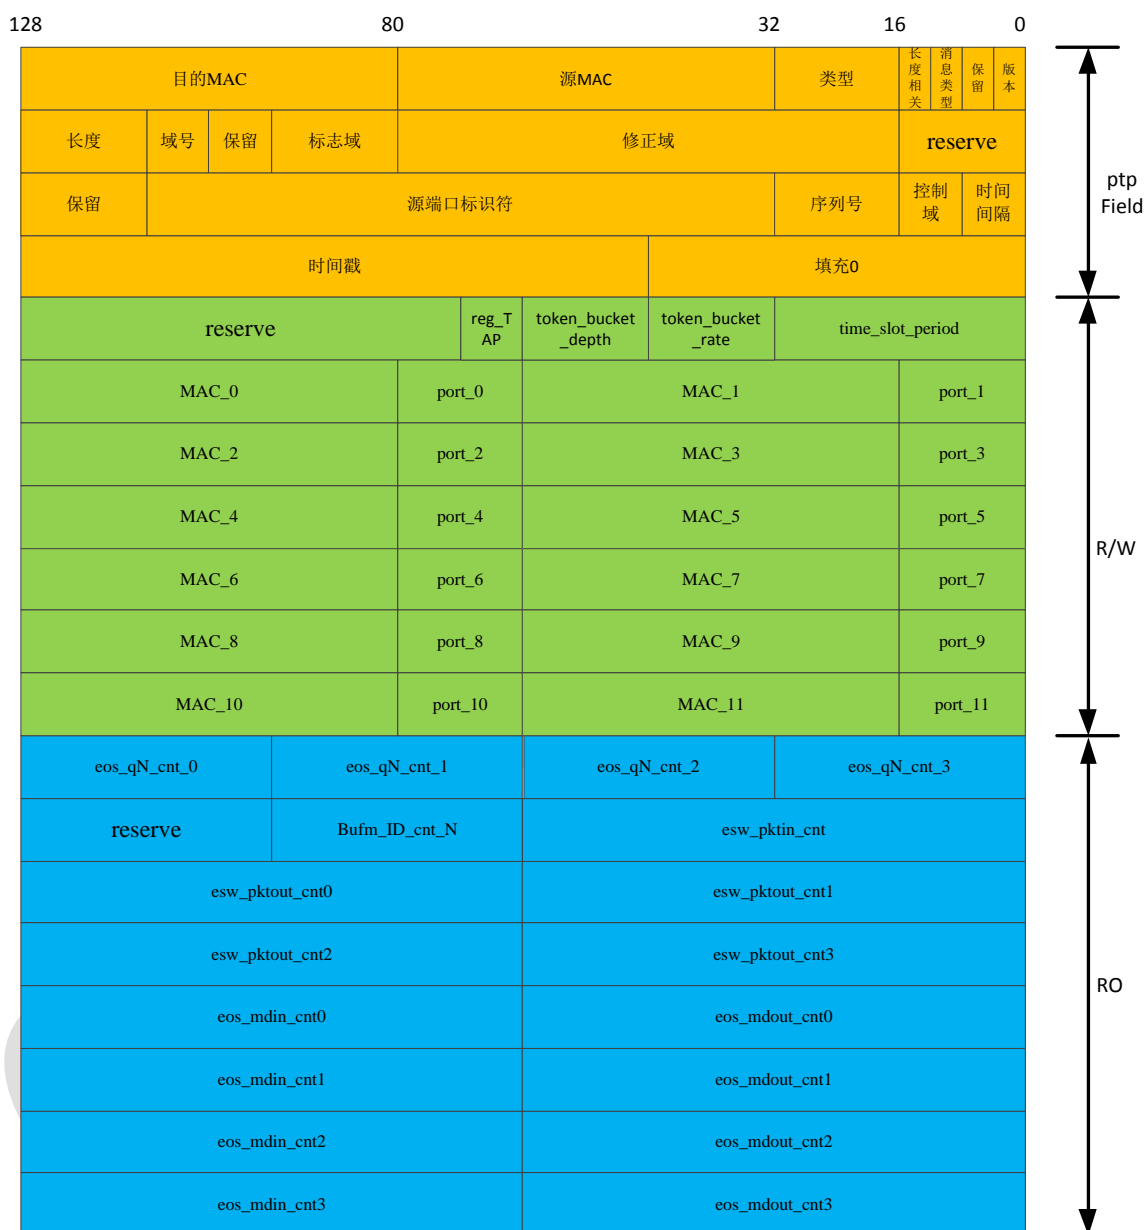 128 80 32 16 0
目的MAC 源MAC 类型 长度相关 消息类型 保留 版本
长度 域号 保留 标志域 修正域 reserve
保留 源端口标识符 序列号 控制域 时间间隔
ptp Field
时间戳 填充0
reserve reg_TAP token_bucket_depth token_bucket_rate time_slot_period
MAC_0 port_0 MAC_1 port_1
MAC_2 port_2 MAC_3 port_3
MAC_4 port_4 MAC_5 port_5
R/W
MAC_6 port_6 MAC_7 port_7
MAC_8 port_8 MAC_9 port_9
MAC_10 port_10 MAC_11 port_11
eos_qN_cnt_0 eos_qN_cnt_1 eos_qN_cnt_2 eos_qN_cnt_3
reserve Bufm_ID_cnt_N esw_pktin_cnt
esw_pktout_cnt0 esw_pktout_cnt1
esw_pktout_cnt2 esw_pktout_cnt3
RO
eos_mdin_cnt0 eos_mdout_cnt0
eos_mdin_cnt1 eos_mdout_cnt1
eos_mdin_cnt2 eos_mdout_cnt2
eos_mdin_cnt3 eos_mdout_cnt3